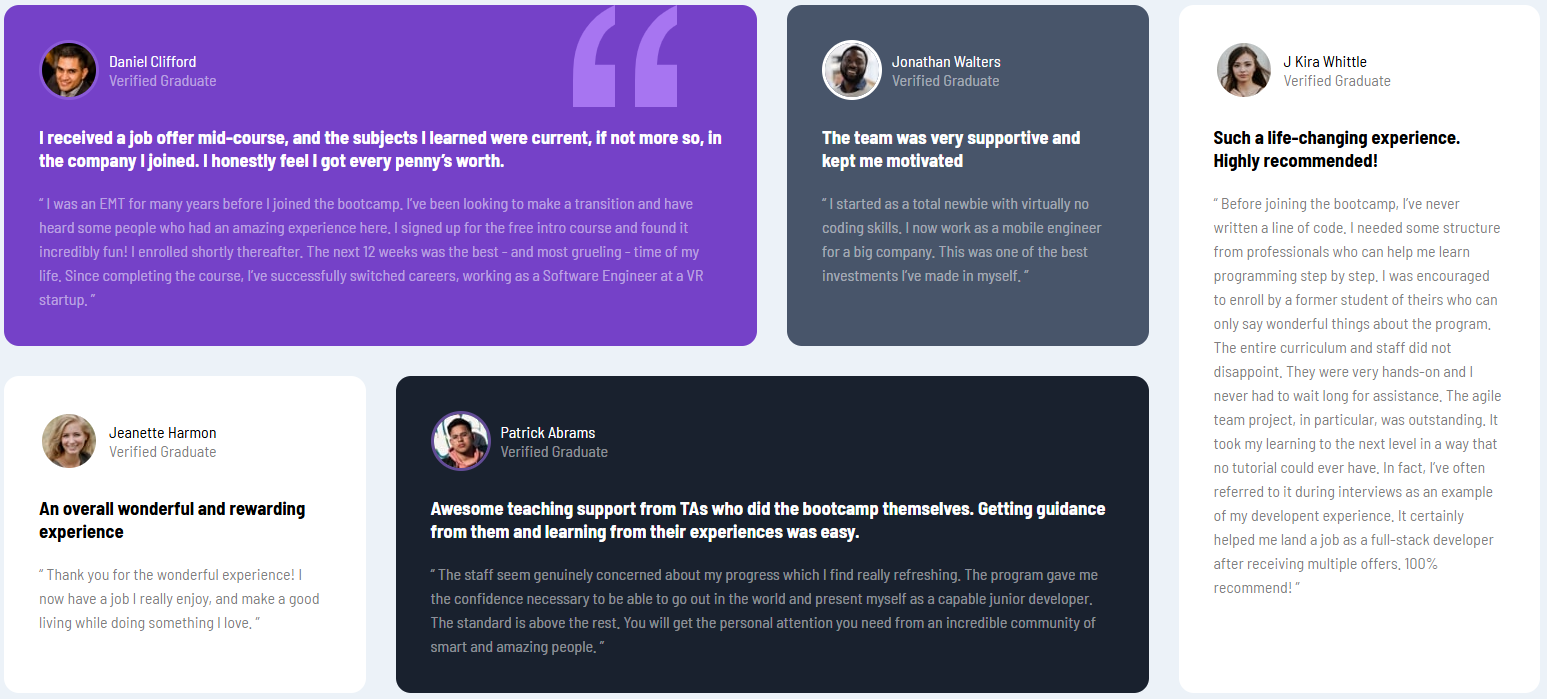 Daniel Clifford
Verified Graduate
I received a job offer mid-course, and the subjects I learned were current, if not more so, in
the company I joined. I honestly feel I got every penny’s worth.
“ I was an EMT for many years before I joined the bootcamp. I’ve been looking to make a transition and have
heard some people who had an amazing experience here. I signed up for the free intro course and found it
incredibly fun! I enrolled shortly thereafter. The next 12 weeks was the best - and most grueling - time of my
life. Since completing the course, I’ve successfully switched careers, working as a Software Engineer at a VR
startup. ”
Jonathan Walters
Verified Graduate
The team was very supportive and
kept me motivated
“ I started as a total newbie with virtually no
coding skills. I now work as a mobile engineer
for a big company. This was one of the best
investments I’ve made in myself. ”
J Kira Whittle
Verified Graduate
Such a life-changing experience.
Highly recommended!
“ Before joining the bootcamp, I’ve never
written a line of code. I needed some structure
from professionals who can help me learn
programming step by step. I was encouraged
to enroll by a former student of theirs who can
only say wonderful things about the program.
The entire curriculum and staff did not
disappoint. They were very hands-on and I
never had to wait long for assistance. The agile
team project, in particular, was outstanding. It
took my learning to the next level in a way that
no tutorial could ever have. In fact, I’ve often
referred to it during interviews as an example
of my developent experience. It certainly
helped me land a job as a full-stack developer
after receiving multiple offers. 100%
recommend! ”
Jeanette Harmon
Verified Graduate
An overall wonderful and rewarding
experience
“ Thank you for the wonderful experience! I
now have a job I really enjoy, and make a good
living while doing something I love. ”
Patrick Abrams
Verified Graduate
Awesome teaching support from TAs who did the bootcamp themselves. Getting guidance
from them and learning from their experiences was easy.
“ The staff seem genuinely concerned about my progress which I find really refreshing. The program gave me
the confidence necessary to be able to go out in the world and present myself as a capable junior developer.
The standard is above the rest. You will get the personal attention you need from an incredible community of
smart and amazing people. ”